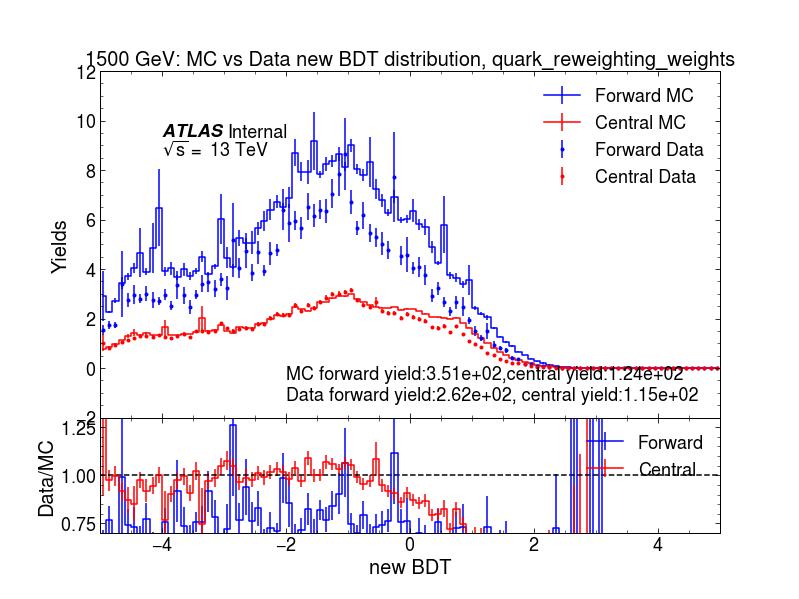 1500 GeV: MC vs Data new BDT distribution, quark_reweighting_weights
12
10
8
6
4
2
0
2
Yields
ATLAS Internal
√s = 13 TeV
Forward MC
Central MC
Forward Data
Central Data
MC forward yield:3.51e+02,central yield:1.24e+02
Data forward yield:2.62e+02, central yield:1.15e+02
1.25
1.00
0.75
Data/MC
Forward
Central
−4 −2 0 2 4
new BDT